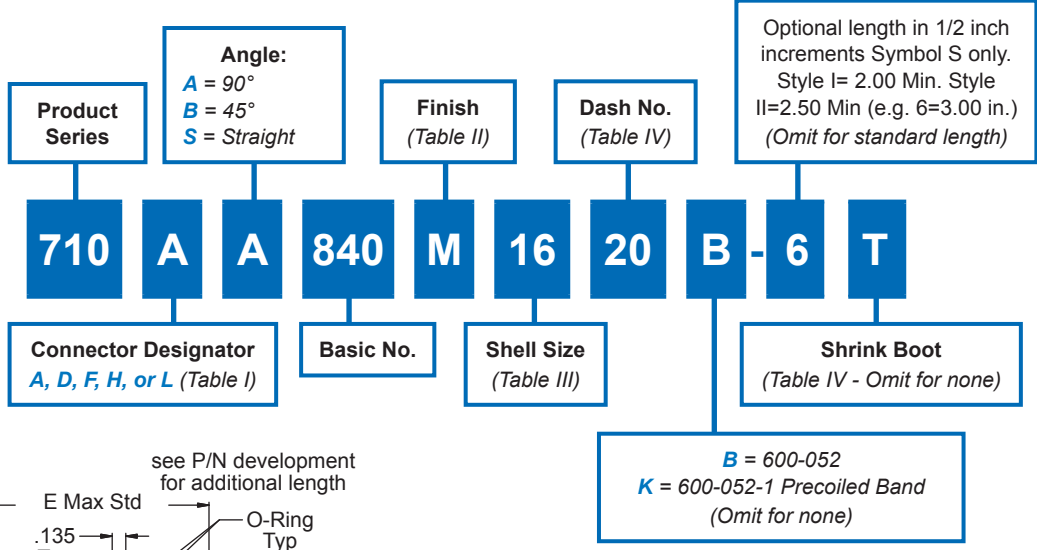 Product
Series
Angle:
A = 90°
B = 45°
S = Straight
Finish
(Table II)
Dash No.
(Table IV)
Optional length in 1/2 inch
increments Symbol S only.
Style I= 2.00 Min. Style
II=2.50 Min (e.g. 6=3.00 in.)
(Omit for standard length)
710 A A 840 M 16 20 B - 6 T
Connector Designator
A, D, F, H, or L (Table I)
Basic No.
Shell Size
(Table III)
Shrink Boot
(Table IV - Omit for none)
B = 600-052
K = 600-052-1 Precoiled Band
(Omit for none)
see P/N development
for additional length
E Max Std
O-Ring
Typ
.135